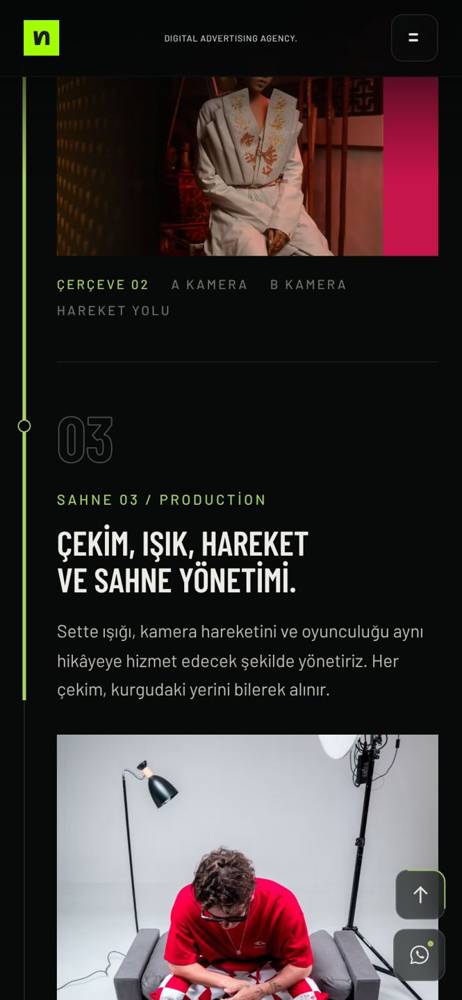 n
DIGITAL ADVERTISING AGENCY.
ÇERÇEVE 02 A KAMERA B KAMERA
HAREKET YOLU
03
SAHNE 03 / PRODUCTİON
ÇEKİM, IŞIK, HAREKET
VE SAHNE YÖNETİMİ.
Sette ışığı, kamera hareketini ve oyunculuğu aynı
hikâyeye hizmet edecek şekilde yönetiriz. Her
çekim, kurgudaki yerini bilerek alınır.